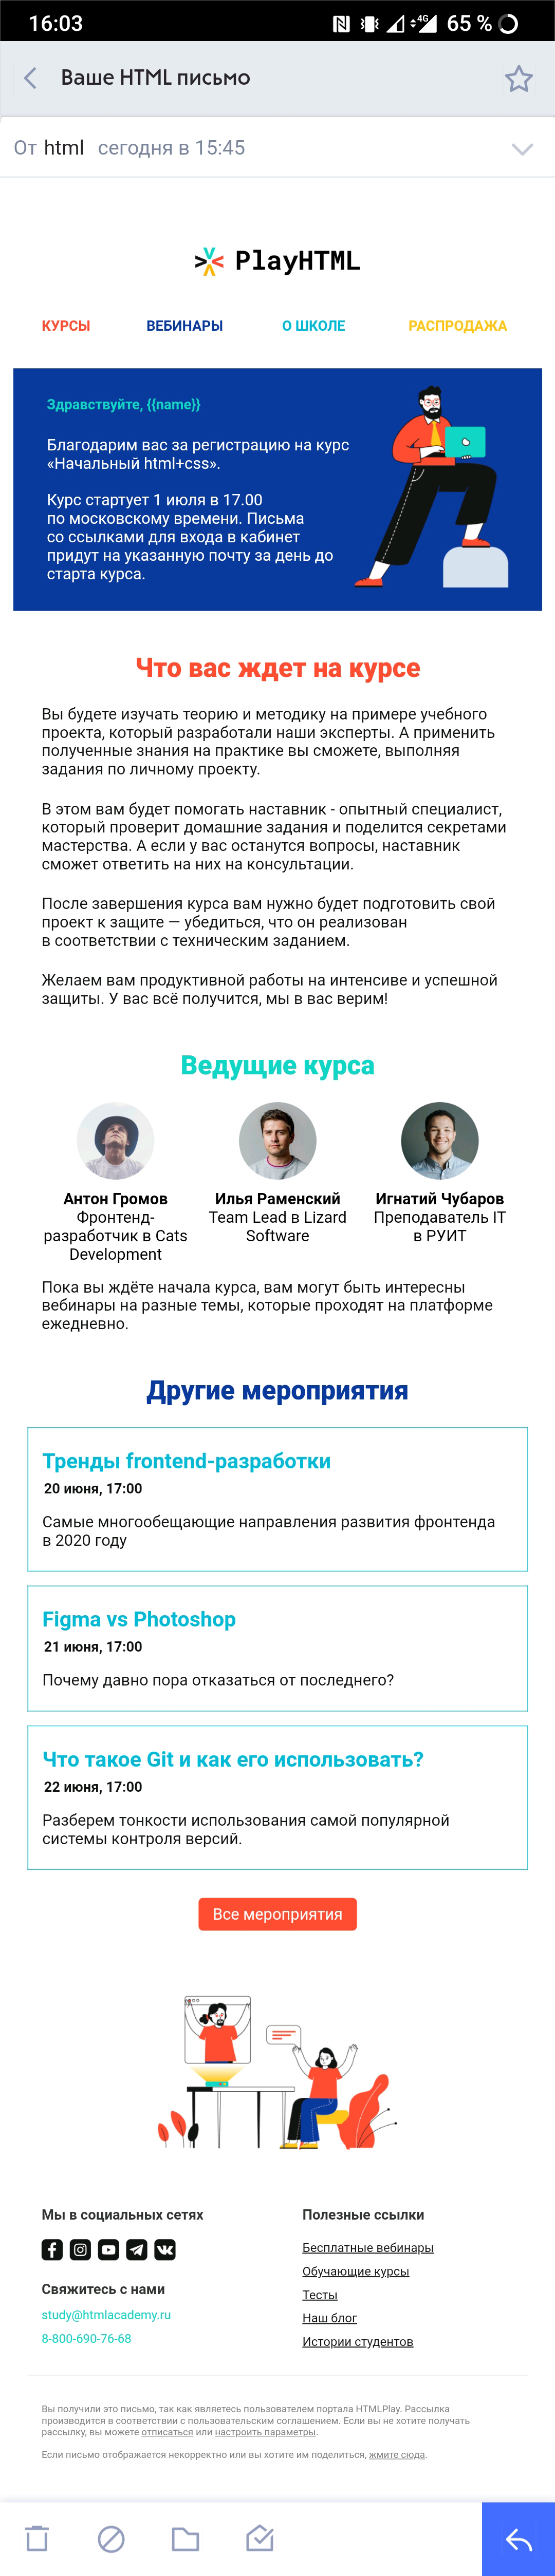 16:03
4G
65 %
Ваше HTML письмо
От html сегодня в 15:45
PlayHTML
КУРСЫ ВЕБИНАРЫ О ШКОЛЕ РАСПРОДАЖА
Здравствуйте, {{name}}
Благодарим вас за регистрацию на курс
«Начальный html+css».
Курс стартует 1 июля в 17.00
по московскому времени. Письма
со ссылками для входа в кабинет
придут на указанную почту за день до
старта курса.
Что вас ждет на курсе
Вы будете изучать теорию и методику на примере учебного
проекта, который разработали наши эксперты. А применить
полученные знания на практике вы сможете, выполняя
задания по личному проекту.
В этом вам будет помогать наставник - опытный специалист,
который проверит домашние задания и поделится секретами
мастерства. А если у вас останутся вопросы, наставник
сможет ответить на них на консультации.
После завершения курса вам нужно будет подготовить свой
проект к защите — убедиться, что он реализован
в соответствии с техническим заданием.
Желаем вам продуктивной работы на интенсиве и успешной
защиты. У вас всё получится, мы в вас верим!
Ведущие курса
Антон Громов
Фронтенд-
разработчик в Cats
Development
Илья Раменский
Team Lead в Lizard
Software
Игнатий Чубаров
Преподаватель IT
в РУИТ
Пока вы ждёте начала курса, вам могут быть интересны
вебинары на разные темы, которые проходят на платформе
ежедневно.
Другие мероприятия
Тренды frontend-разработки
20 июня, 17:00
Самые многообещающие направления развития фронтенда
в 2020 году
Figma vs Photoshop
21 июня, 17:00
Почему давно пора отказаться от последнего?
Что такое Git и как его использовать?
22 июня, 17:00
Разберем тонкости использования самой популярной
системы контроля версий.
Все мероприятия
Мы в социальных сетях
Свяжитесь с нами
study@htmlacademy.ru
8-800-690-76-68
Полезные ссылки
Бесплатные вебинары
Обучающие курсы
Тесты
Наш блог
Истории студентов
Вы получили это письмо, так как являетесь пользователем портала HTMLPlay. Рассылка
производится в соответствии с пользовательским соглашением. Если вы не хотите получать
рассылку, вы можете отписаться или настроить параметры.
Если письмо отображается некорректно или вы хотите им поделиться, жмите сюда.